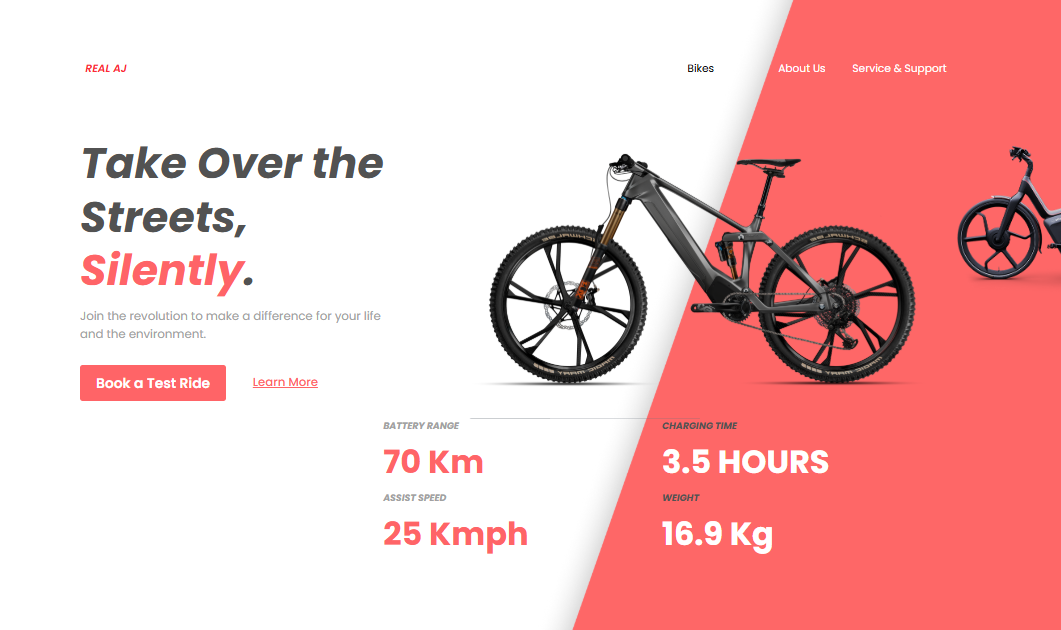 REAL AJ
Bikes
About Us
Service & Support
Take Over the
Streets,
Silently.
Join the revolution to make a difference for your life
and the environment.
Book a Test Ride
Learn More
BATTERY RANGE
70 Km
CHARGING TIME
3.5 HOURS
ASSIST SPEED
25 Kmph
WEIGHT
16.9 Kg